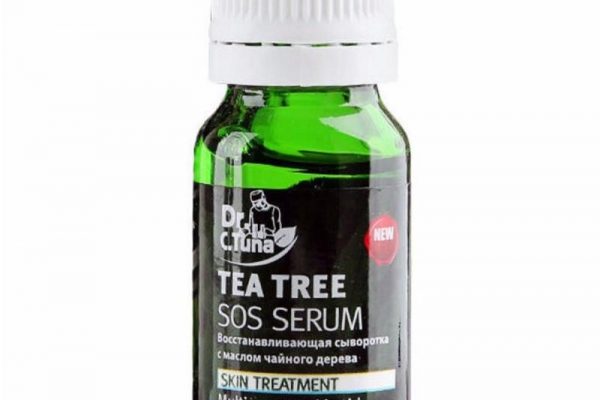 Dr.
C.Tuna
NEW
TEA TREE
SOS SERUM
Восстанавливающая сыворотка
с маслом чайного дерева
SKIN TREATMENT